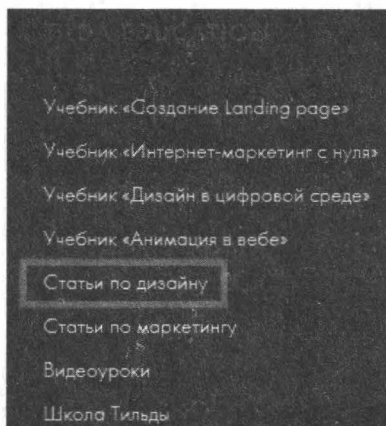 EDUCATION
Учебник «Создание Landing page»
Учебник «Интернет-маркетинг с нуля»
Учебник «Дизайн в цифровой среде»
Учебник «Анимация в вебе»
Статьи по дизайну
Статьи по маркетингу
Видеоуроки
Школа Тильды